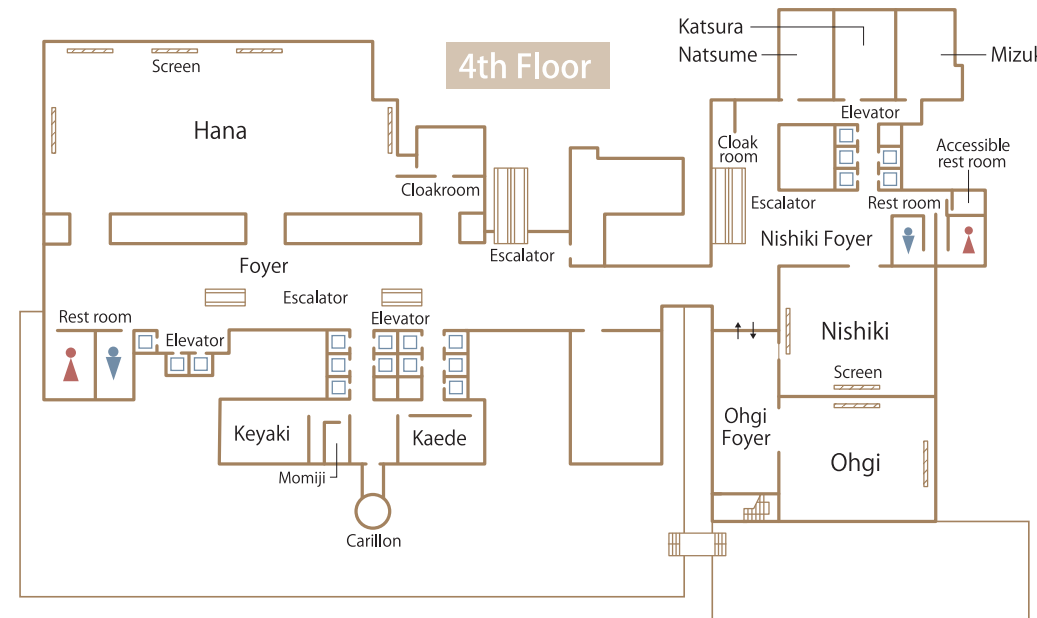 4th Floor
Katsura
Natsume
Screen
Hana
Elevator
Cloak
room
Accessible
rest room
Cloakroom
Escalator
Rest room
Nishiki Foyer
Escalator
Foyer
Escalator
Rest room
Elevator
Elevator
Nishiki
Screen
Ohgi
Foyer
Keyaki
Kaede
Ohgi
Momiji
Carillon